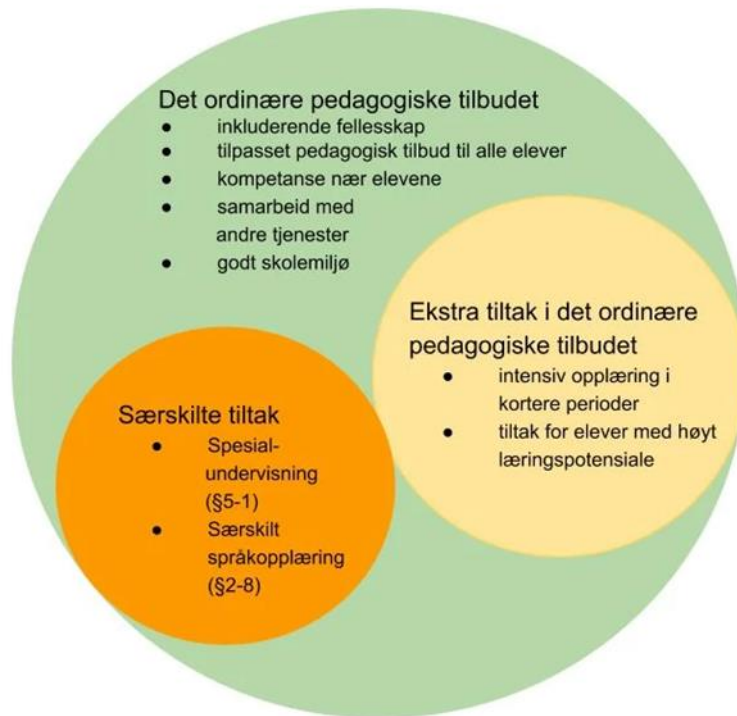 Det ordinære pedagogiske tilbudet
● inkluderende fellesskap
● tilpasset pedagogisk tilbud til alle elever
● kompetanse nær elevene
● samarbeid med
andre tjenester
● godt skolemiljø
Ekstra tiltak i det ordinære
pedagogiske tilbudet
● intensiv opplæring i
kortere perioder
● tiltak for elever med høyt
læringspotensiale
Særskilte tiltak
● Spesial-
undervisning
(§5-1)
● Særskilt
språkopplæring
(§2-8)